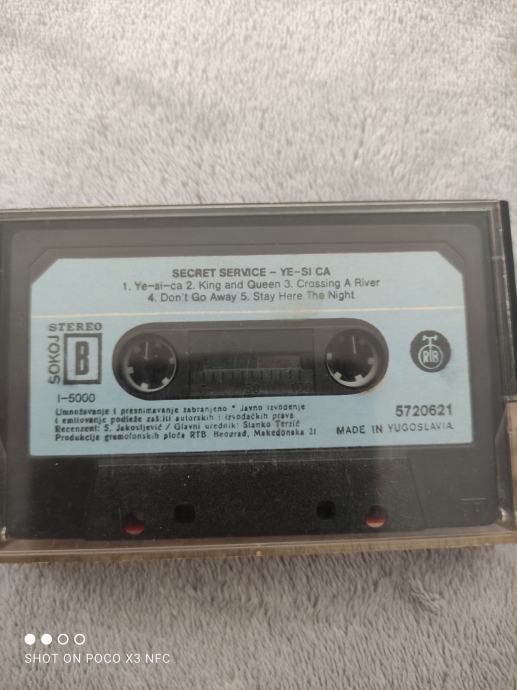 SECRET SERVICE - YE-SI CA
1. Ye-si-ca 2. King and Queen 3. Crossing A River
4. Don't Go Away 5. Stay Here The Night
STEREO
SOKOJ
B
RTB
I-5000
Umnožavanje i presnimavanje zabranjeno * Javno izvođenje
i emitovanje podleže zaštiti autorskih i izvođačkih prava
Recenzent: S. Jakovljević / Glavni urednik: Stanko Terzić
Produkcija gramofonskih ploča RTB, Beograd, Makedonska 21
5720621
MADE IN YUGOSLAVIA
SHOT ON POCO X3 NFC